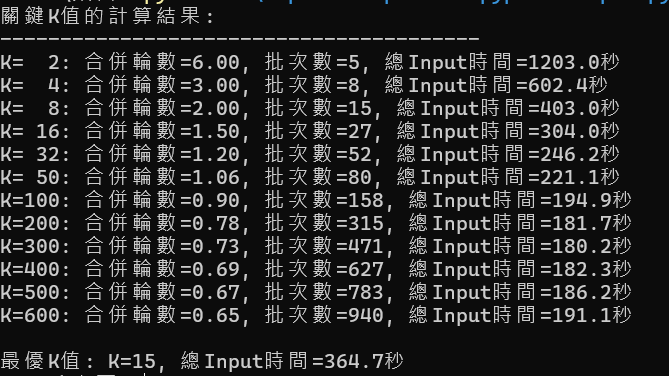 關鍵K值的計算結果:
----------------------------------------
K=  2: 合併輪數=6.00, 批次數=5, 總Input時間=1203.0秒
K=  4: 合併輪數=3.00, 批次數=8, 總Input時間=602.4秒
K=  8: 合併輪數=2.00, 批次數=15, 總Input時間=403.0秒
K= 16: 合併輪數=1.50, 批次數=27, 總Input時間=304.0秒
K= 32: 合併輪數=1.20, 批次數=52, 總Input時間=246.2秒
K= 50: 合併輪數=1.06, 批次數=80, 總Input時間=221.1秒
K=100: 合併輪數=0.90, 批次數=158, 總Input時間=194.9秒
K=200: 合併輪數=0.78, 批次數=315, 總Input時間=181.7秒
K=300: 合併輪數=0.73, 批次數=471, 總Input時間=180.2秒
K=400: 合併輪數=0.69, 批次數=627, 總Input時間=182.3秒
K=500: 合併輪數=0.67, 批次數=783, 總Input時間=186.2秒
K=600: 合併輪數=0.65, 批次數=940, 總Input時間=191.1秒
最優K值: K=15, 總Input時間=364.7秒